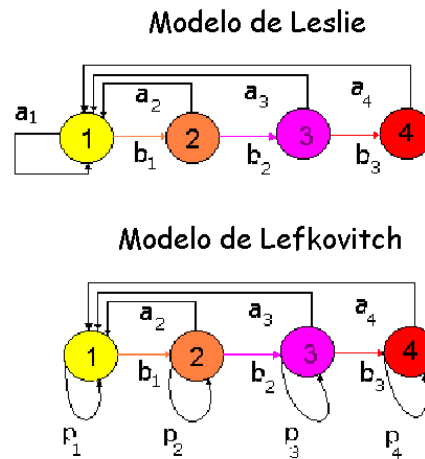 Modelo de Leslie
a1 a2 a3 a4
1 2 3 4
b1 b2 b3
Modelo de Lefkovitch
a2 a3 a4
1 2 3 4
b1 b2 b3
p1 p2 p3 p4